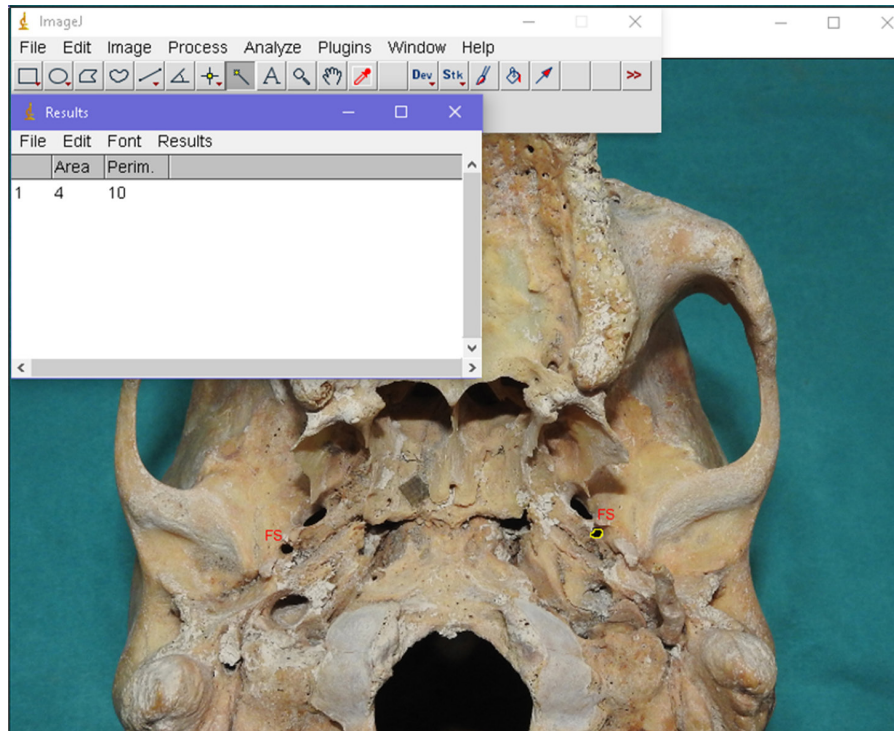 ImageJ
File Edit Image Process Analyze Plugins Window Help
A Dev Stk >>
Results
File Edit Font Results
Area Perim.
1 4 10
FS
FS